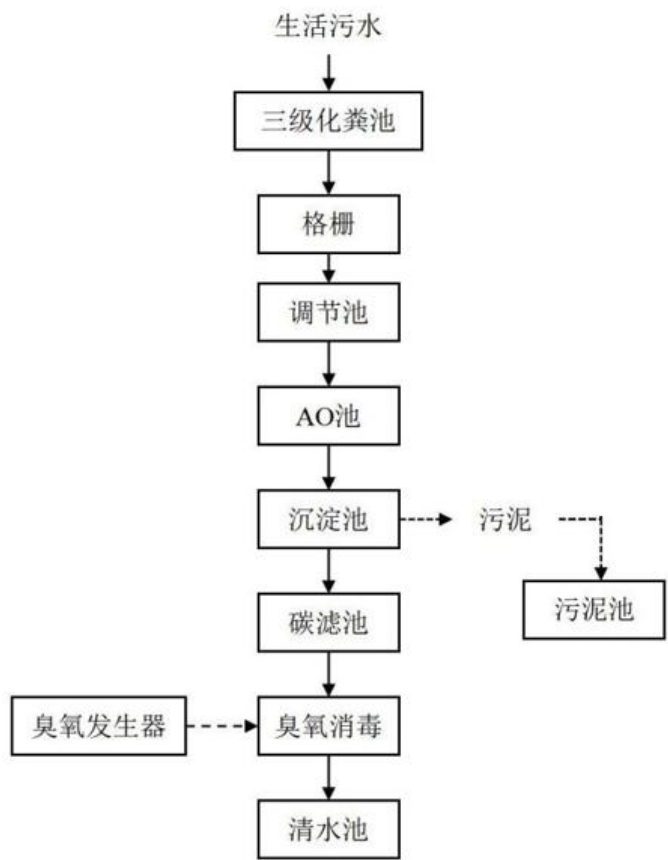 生活污水
三级化粪池
格栅
调节池
AO池
沉淀池
污泥
污泥池
碳滤池
臭氧发生器
臭氧消毒
清水池